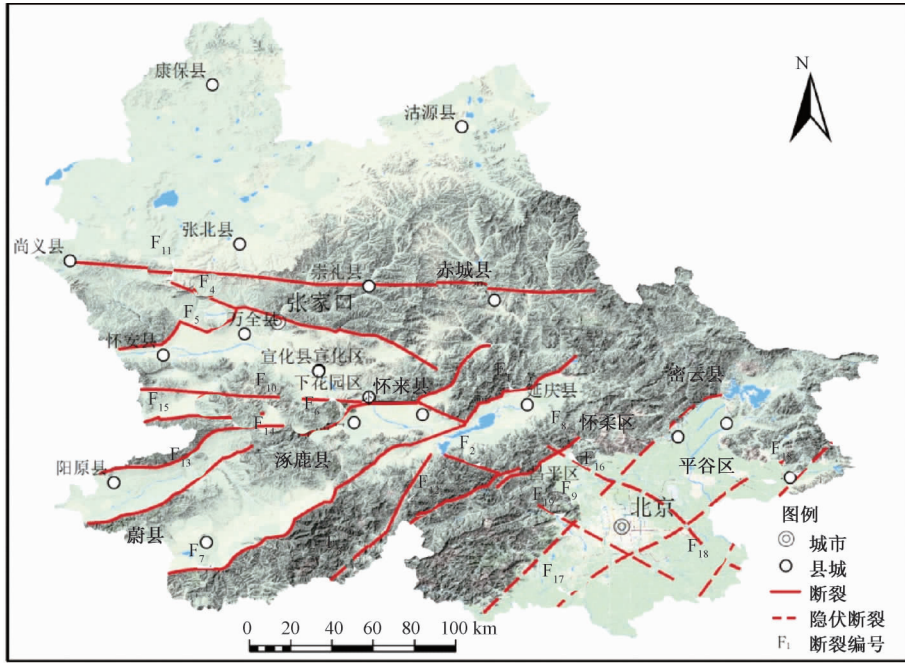 康保县
沽源县
N
张北县
尚义县
F11
崇礼县
赤城县
F4
张家口
F5
万全县
怀安县
宣化县宣化区
下花园区
怀来县
密云县
延庆县
F10
F15
F14
怀柔区
F8
F2
涿鹿县
F13
F16
平谷区
阳原县
昌平区
F9
北京
蔚县
F7
F17
F18
图例
城市
县城
断裂
隐伏断裂
F1 断裂编号
0 20 40 60 80 100 km